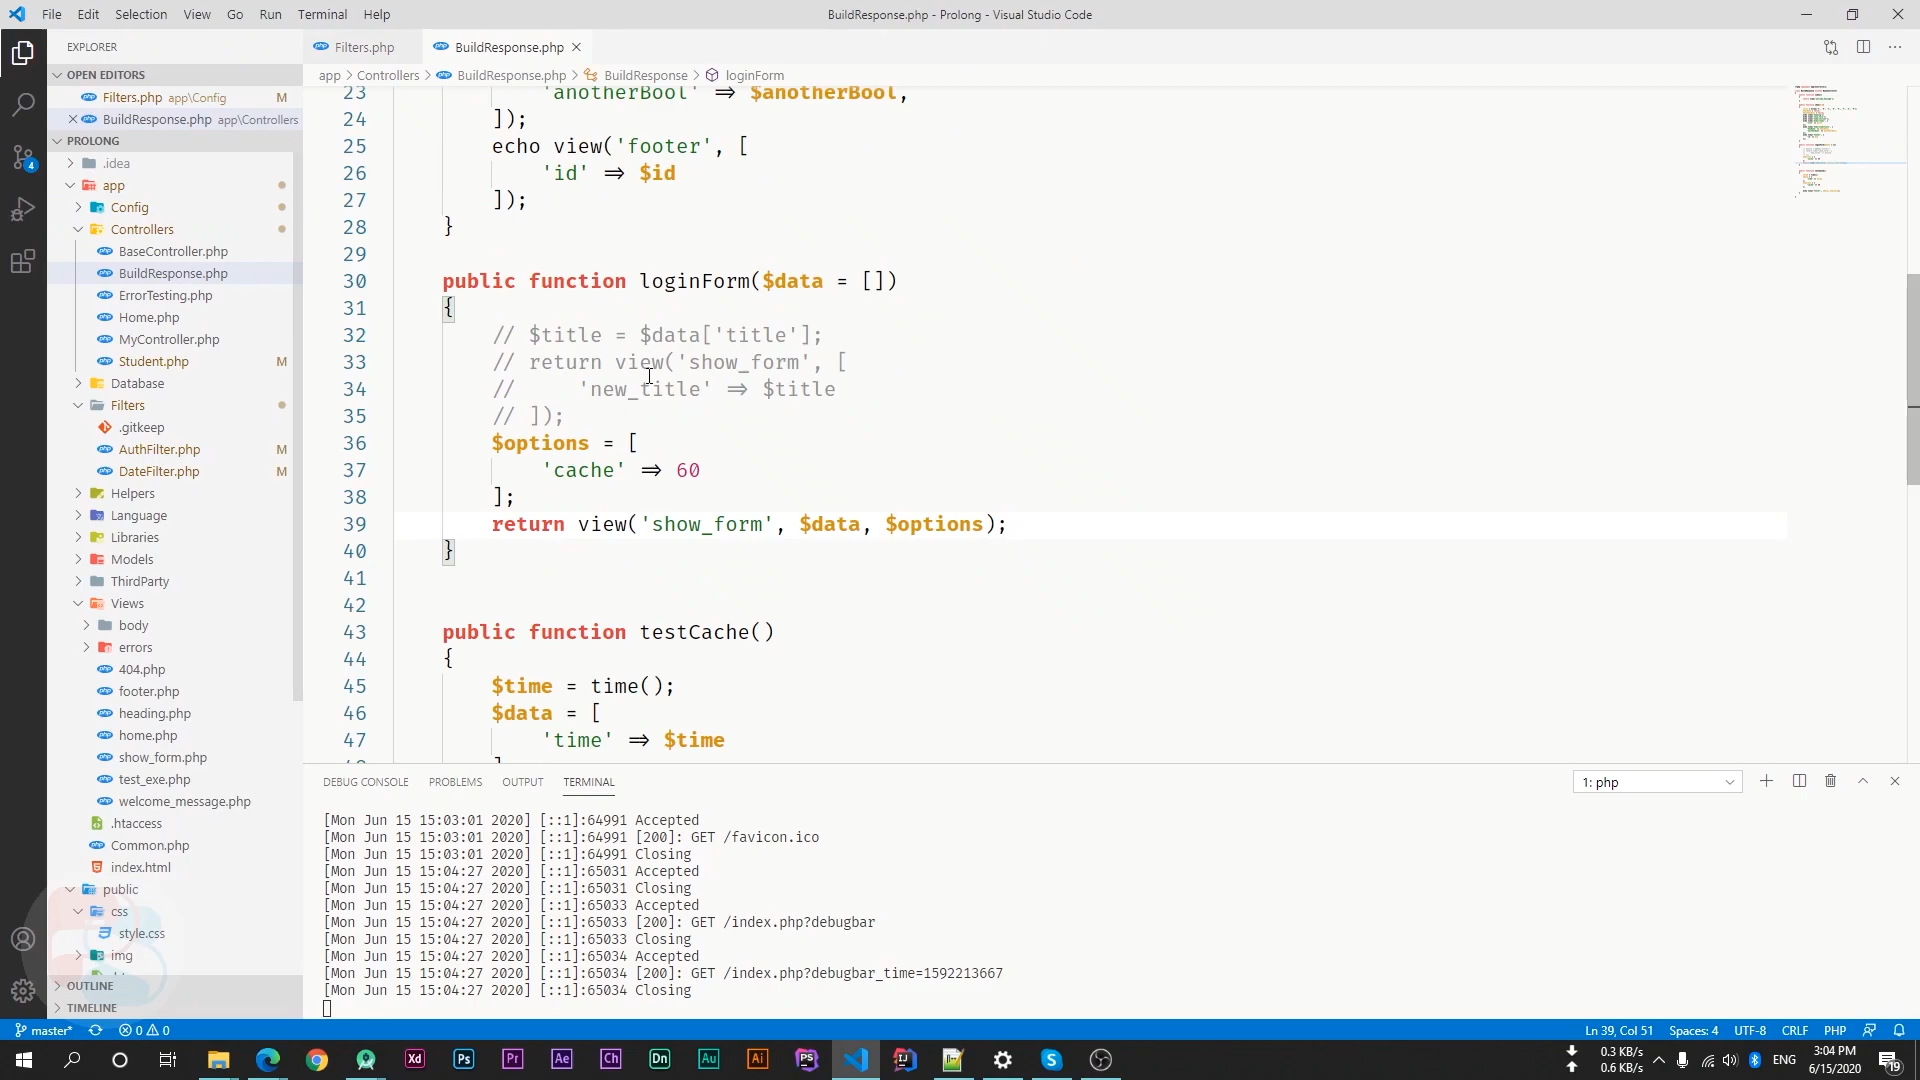 File Edit Selection View Go Run Terminal Help
BuildResponse.php - Prolong - Visual Studio Code
EXPLORER
OPEN EDITORS
Filters.php app\Config M
BuildResponse.php app\Controllers
PROLONG
.idea
app
Config
Controllers
BaseController.php
BuildResponse.php
ErrorTesting.php
Home.php
MyController.php
Student.php M
Database
Filters
.gitkeep
AuthFilter.php M
DateFilter.php M
Helpers
Language
Libraries
Models
ThirdParty
Views
body
errors
404.php
footer.php
heading.php
home.php
show_form.php
test_exe.php
welcome_message.php
.htaccess
Common.php
index.html
public
css
style.css
img
OUTLINE
TIMELINE
4
Filters.php
BuildResponse.php
app > Controllers > BuildResponse.php > BuildResponse > loginForm
23 'anotherBool' => $anotherBool,
24 ]);
25 echo view('footer', [
26 'id' => $id
27 ]);
28 }
29
30 public function loginForm($data = [])
31 {
32 // $title = $data['title'];
33 // return view('show_form', [
34 // 'new_title' => $title
35 // ]);
36 $options = [
37 'cache' => 60
38 ];
39 return view('show_form', $data, $options);
40 }
41
42
43 public function testCache()
44 {
45 $time = time();
46 $data = [
47 'time' => $time
DEBUG CONSOLE PROBLEMS OUTPUT TERMINAL
1: php
[Mon Jun 15 15:03:01 2020] [::1]:64991 Accepted
[Mon Jun 15 15:03:01 2020] [::1]:64991 [200]: GET /favicon.ico
[Mon Jun 15 15:03:01 2020] [::1]:64991 Closing
[Mon Jun 15 15:04:27 2020] [::1]:65031 Accepted
[Mon Jun 15 15:04:27 2020] [::1]:65031 Closing
[Mon Jun 15 15:04:27 2020] [::1]:65033 Accepted
[Mon Jun 15 15:04:27 2020] [::1]:65033 [200]: GET /index.php?debugbar
[Mon Jun 15 15:04:27 2020] [::1]:65033 Closing
[Mon Jun 15 15:04:27 2020] [::1]:65034 Accepted
[Mon Jun 15 15:04:27 2020] [::1]:65034 [200]: GET /index.php?debugbar_time=1592213667
[Mon Jun 15 15:04:27 2020] [::1]:65034 Closing
master* 0 0
Ln 39, Col 51 Spaces: 4 UTF-8 CRLF PHP
Xd Ps Pr Ae Ch Dn Au Ai PS IJ
0.3 KB/s
0.6 KB/s
ENG
3:04 PM
6/15/2020
19